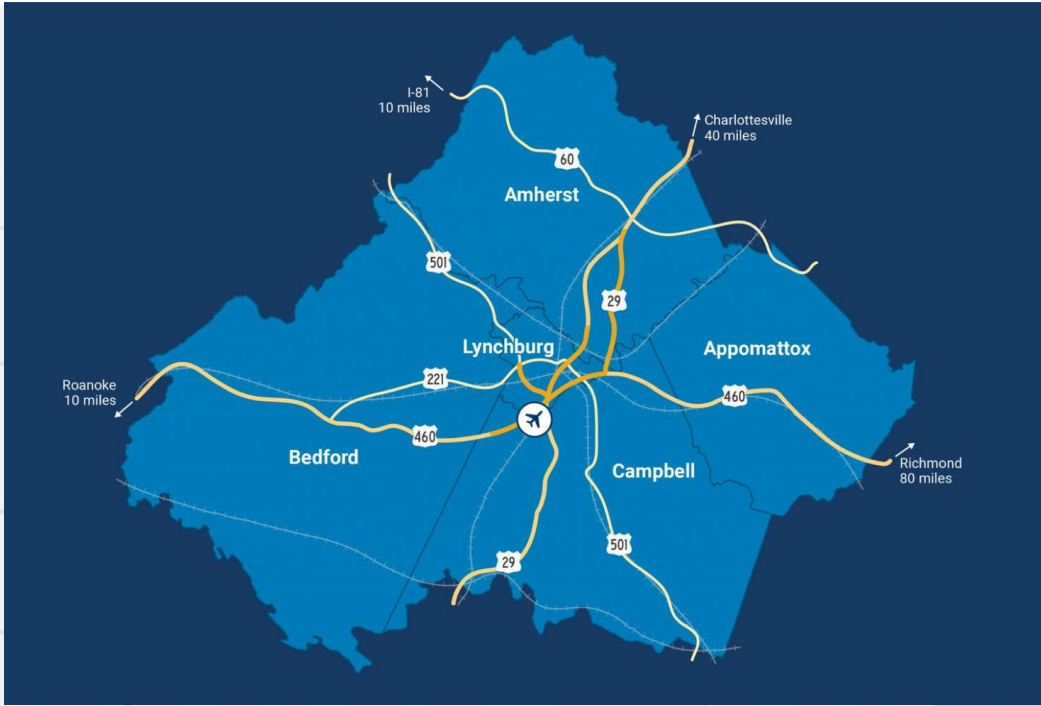 I-81
10 miles
Charlottesville
40 miles
60
Amherst
501
29
Lynchburg
Appomattox
221
Roanoke
10 miles
460
460
Bedford
Campbell
Richmond
80 miles
501
29